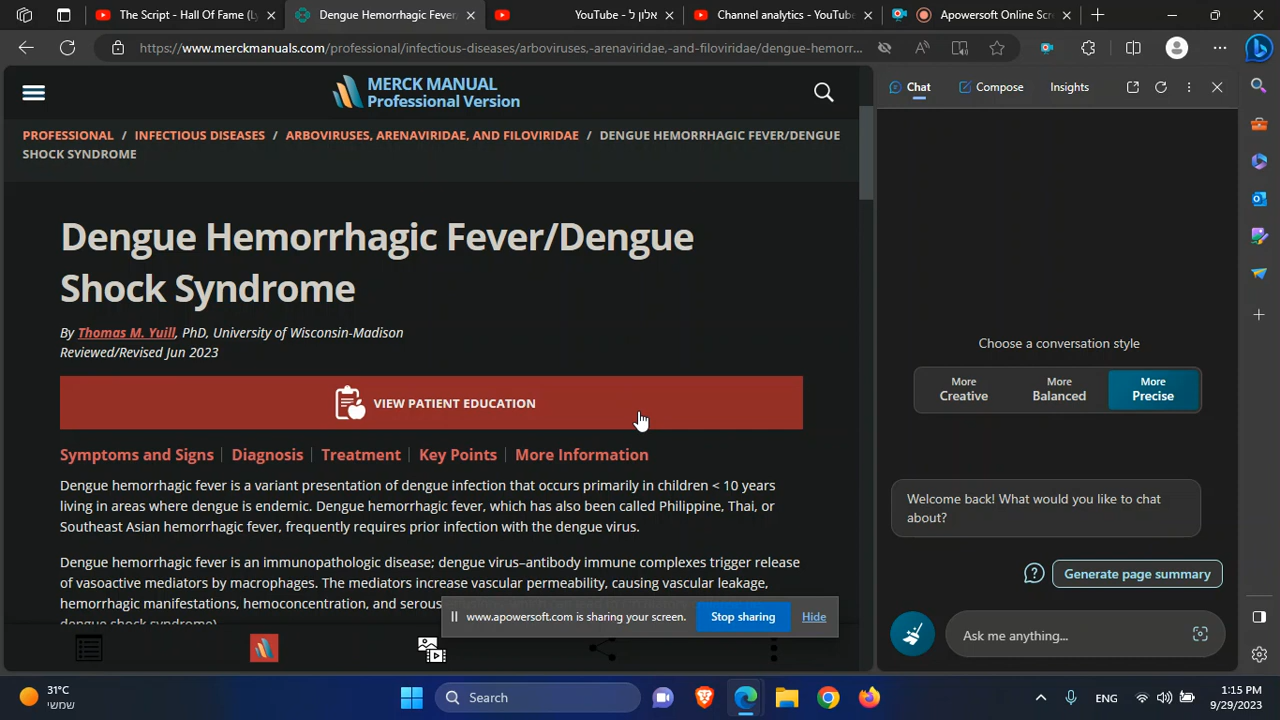 The Script - Hall Of Fame (Ly
Dengue Hemorrhagic Fever/
YouTube - אלון ל
Channel analytics - YouTube
Apowersoft Online Scr
https://www.merckmanuals.com/professional/infectious-diseases/arboviruses,-arenaviridae,-and-filoviridae/dengue-hemorr...
MERCK MANUAL
Professional Version
PROFESSIONAL / INFECTIOUS DISEASES / ARBOVIRUSES, ARENAVIRIDAE, AND FILOVIRIDAE / DENGUE HEMORRHAGIC FEVER/DENGUE
SHOCK SYNDROME
Dengue Hemorrhagic Fever/Dengue
Shock Syndrome
By Thomas M. Yuill, PhD, University of Wisconsin-Madison
Reviewed/Revised Jun 2023
VIEW PATIENT EDUCATION
Symptoms and Signs | Diagnosis | Treatment | Key Points | More Information
Dengue hemorrhagic fever is a variant presentation of dengue infection that occurs primarily in children < 10 years
living in areas where dengue is endemic. Dengue hemorrhagic fever, which has also been called Philippine, Thai, or
Southeast Asian hemorrhagic fever, frequently requires prior infection with the dengue virus.
Dengue hemorrhagic fever is an immunopathologic disease; dengue virus–antibody immune complexes trigger release
of vasoactive mediators by macrophages. The mediators increase vascular permeability, causing vascular leakage,
hemorrhagic manifestations, hemoconcentration, and serous
dengue shock syndrome).
www.apowersoft.com is sharing your screen.
Stop sharing
Hide
Chat
Compose
Insights
Choose a conversation style
More
Creative
More
Balanced
More
Precise
Welcome back! What would you like to chat
about?
Generate page summary
Ask me anything...
31°C
שמשי
Search
ENG
1:15 PM
9/29/2023